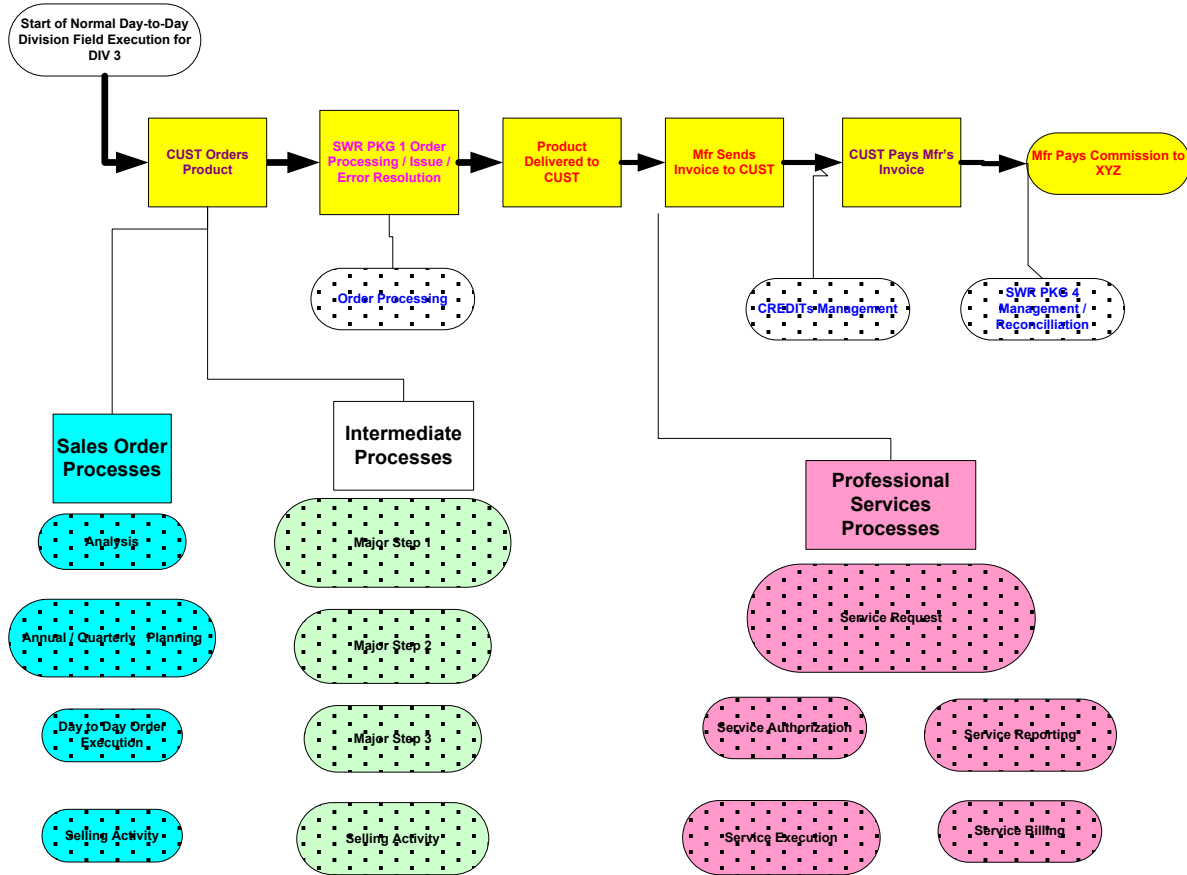 Start of Normal Day-to-Day
Division Field Execution for
DIV 3
CUST Orders
Product
SWR PKG 1 Order
Processing / Issue /
Error Resolution
Product
Delivered to
CUST
Mfr Sends
Invoice to CUST
CUST Pays Mfr's
Invoice
Mfr Pays Commission to
XYZ
Order Processing
CREDITs Management
SWR PKG 4
Management /
Reconcilliation
Sales Order
Processes
Analysis
Annual / Quarterly Planning
Day to Day Order
Execution
Selling Activity
Intermediate
Processes
Major Step 1
Major Step 2
Major Step 3
Selling Activity
Professional
Services
Processes
Service Request
Service Authorization
Service Reporting
Service Execution
Service Billing